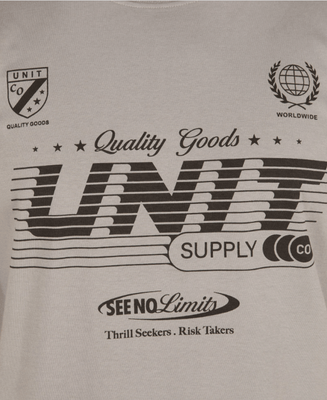 UNIT
CO
QUALITY GOODS
WORLDWIDE
Quality Goods
UNIT
SUPPLY CO
SEE NO Limits
Thrill Seekers . Risk Takers